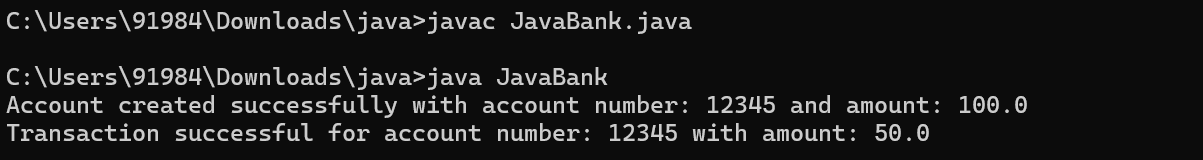 C:\Users\91984\Downloads\java>javac JavaBank.java
C:\Users\91984\Downloads\java>java JavaBank
Account created successfully with account number: 12345 and amount: 100.0
Transaction successful for account number: 12345 with amount: 50.0